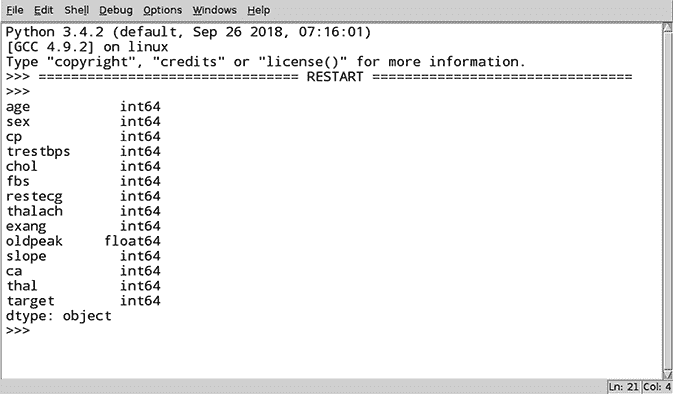 File Edit Shell Debug Options Windows Help
Python 3.4.2 (default, Sep 26 2018, 07:16:01)
[GCC 4.9.2] on linux
Type "copyright", "credits" or "license()" for more information.
>>> ================================ RESTART ================================
>>>
age              int64
sex              int64
cp               int64
trestbps         int64
chol             int64
fbs              int64
restecg          int64
thalach          int64
exang            int64
oldpeak        float64
slope            int64
ca               int64
thal             int64
target           int64
dtype: object
>>>
Ln: 21 Col: 4